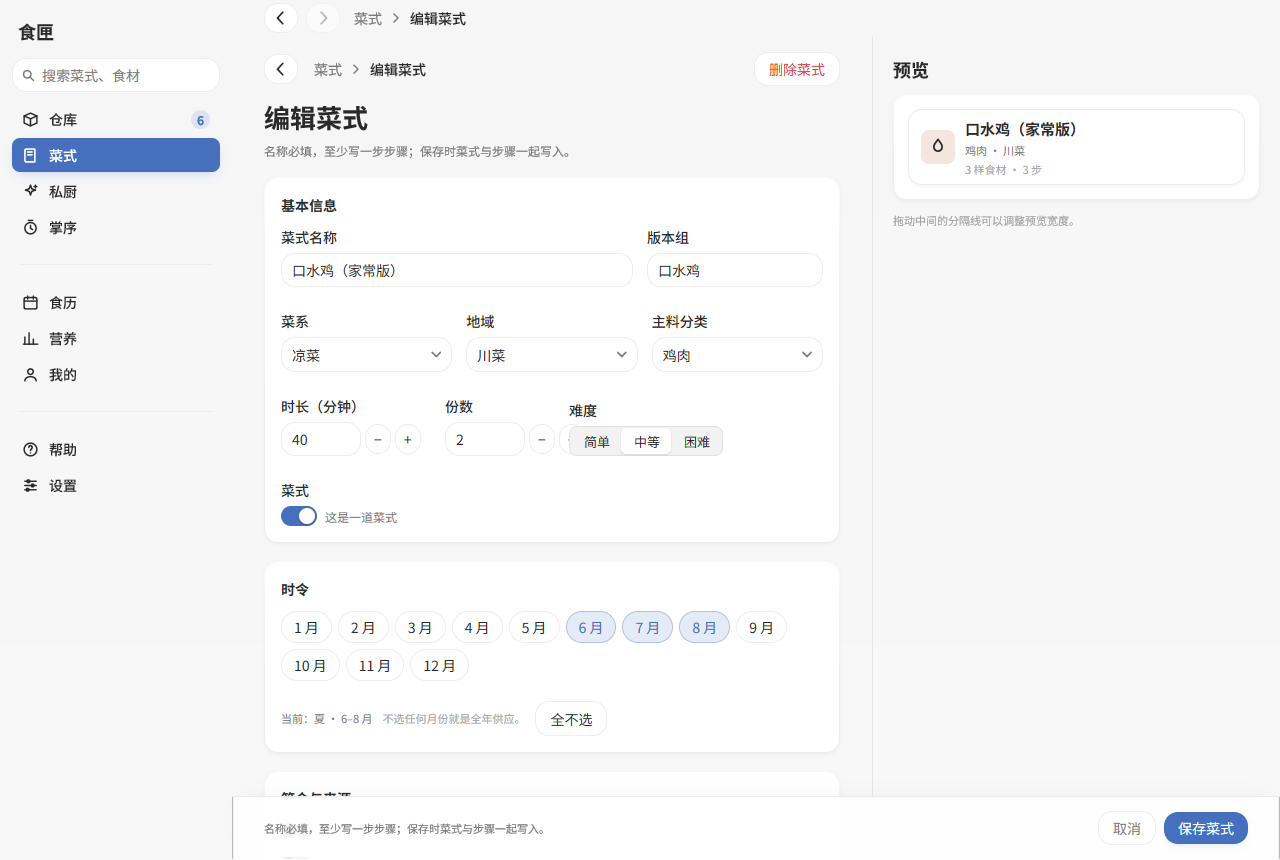 食匣
搜索菜式、食材
仓库 6
菜式
私厨
掌序
食历
营养
我的
帮助
设置
菜式 > 编辑菜式
菜式 > 编辑菜式
删除菜式
编辑菜式
名称必填，至少写一步步骤；保存时菜式与步骤一起写入。
基本信息
菜式名称 版本组
口水鸡（家常版） 口水鸡
菜系 地域 主料分类
凉菜 川菜 鸡肉
时长（分钟） 份数 难度
40 − + 2 − 简单 中等 困难
菜式
这是一道菜式
时令
1 月 2 月 3 月 4 月 5 月 6 月 7 月 8 月 9 月
10 月 11 月 12 月
当前：夏 · 6–8 月 不选任何月份就是全年供应。 全不选
名称必填，至少写一步步骤；保存时菜式与步骤一起写入。
取消 保存菜式
预览
口水鸡（家常版）
鸡肉 · 川菜
3 样食材 · 3 步
拖动中间的分隔线可以调整预览宽度。